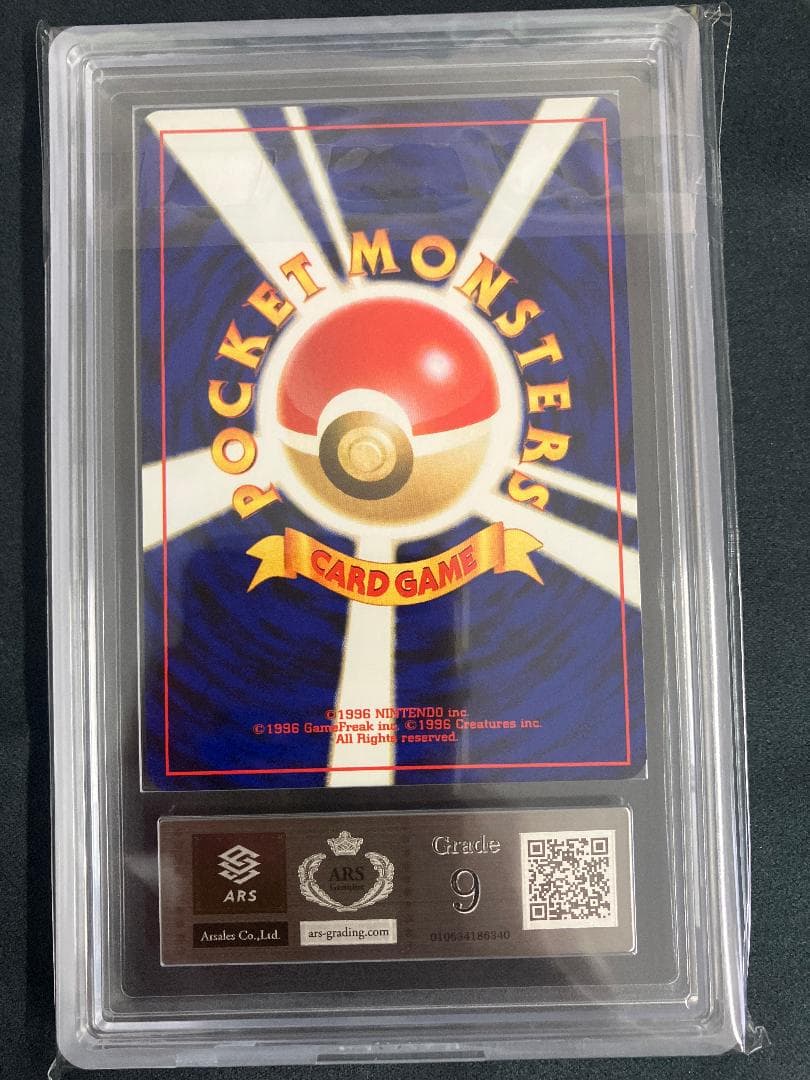 POCKET MONSTERS
CARD GAME
©1996 NINTENDO inc.
©1996 GameFreak inc. ©1996 Creatures inc.
All Rights reserved.
ARS
Arsales Co.,Ltd.
ARS
Genuine
ars-grading.com
Grade
9
010634186340